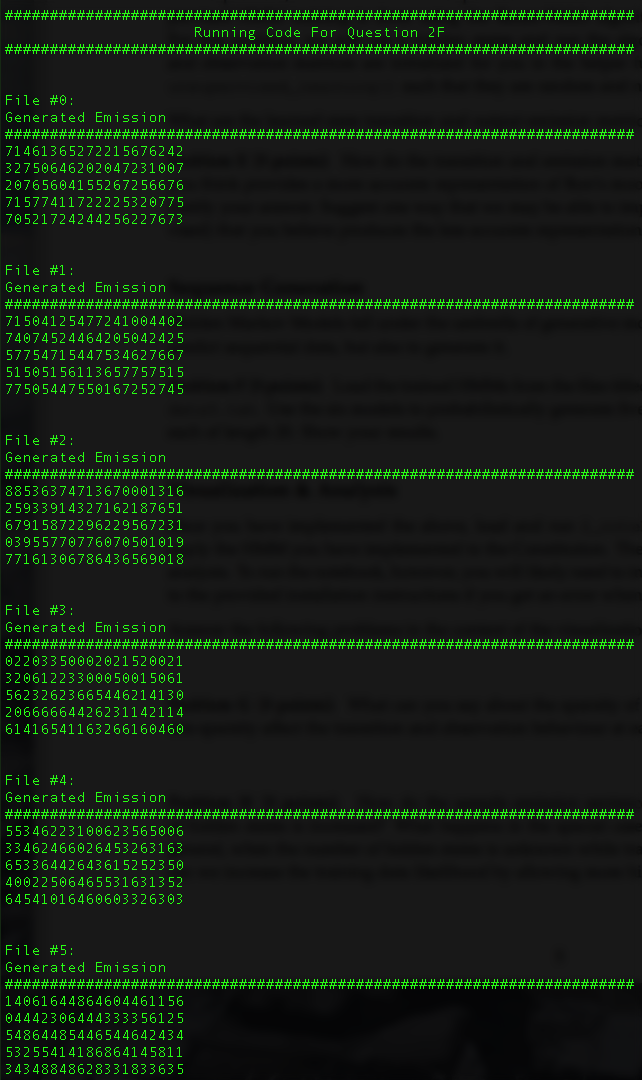 ######################################################################
Running Code For Question 2F
######################################################################
File #0:
Generated Emission
######################################################################
71461365272215676242
32750646202047231007
20765604155267256676
71577411722225320775
70521724244256227673
File #1:
Generated Emission
######################################################################
71504125477241004402
74074524464205042425
57754715447534627667
51505156113657757515
77505447550167252745
File #2:
Generated Emission
######################################################################
88536374713670001316
25933914327162187651
67915872296229567231
03955770776070501019
77161306786436569018
File #3:
Generated Emission
######################################################################
02203350002021520021
32061223300050015061
56232623665446214130
20666664426231142114
61416541163266160460
File #4:
Generated Emission
######################################################################
55346223100623565006
33462466026453263163
65336442643615252350
40022506465531631352
64541016460603326303
File #5:
Generated Emission
######################################################################
14061644864604461156
04442306444333356125
54864485446544642434
53255414186864145811
34348848628331833635